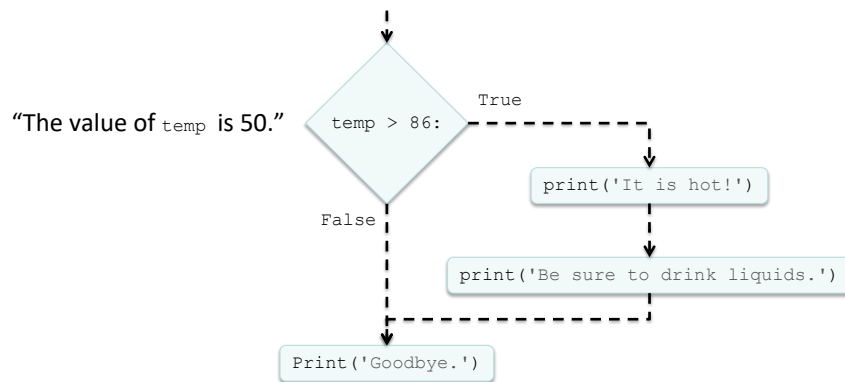 “The value of temp is 50.”
temp > 86:
True
print('It is hot!')
False
print('Be sure to drink liquids.')
Print('Goodbye.')